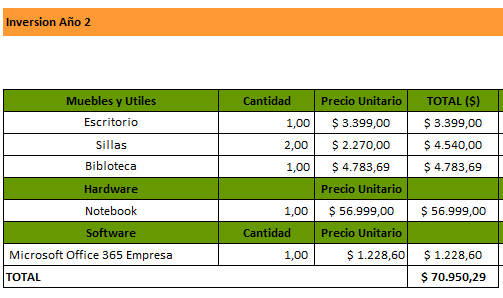 Inversion Año 2
Muebles y Utiles Cantidad Precio Unitario TOTAL ($)
Escritorio 1,00 $ 3.399,00 $ 3.399,00
Sillas 2,00 $ 2.270,00 $ 4.540,00
Bibloteca 1,00 $ 4.783,69 $ 4.783,69
Hardware Precio Unitario
Notebook 1,00 $ 56.999,00 $ 56.999,00
Software Cantidad Precio Unitario
Microsoft Office 365 Empresa 1,00 $ 1.228,60 $ 1.228,60
TOTAL $ 70.950,29